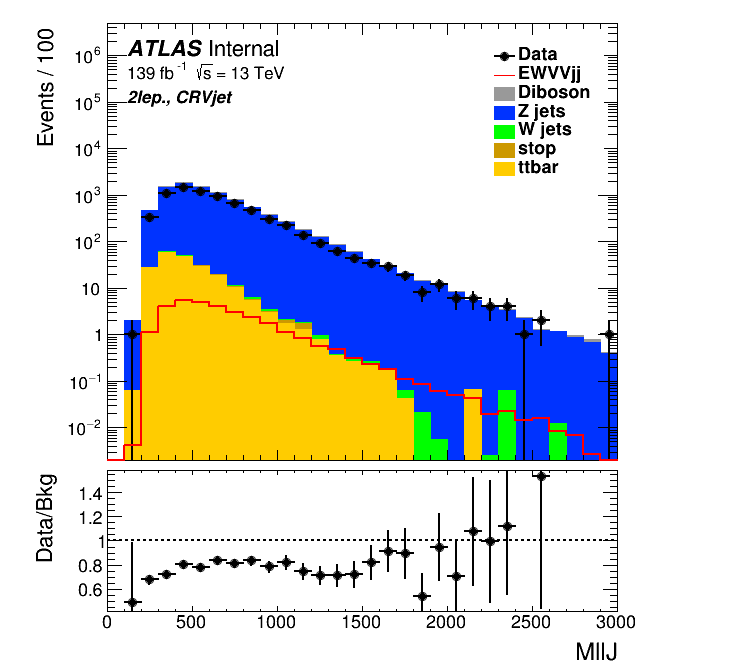 Events / 100
10⁶
10⁵
10⁴
10³
10²
10
1
10⁻¹
10⁻²
ATLAS Internal
139 fb⁻¹ √s = 13 TeV
2lep., CRVjet
Data
EWVVjj
Diboson
Z jets
W jets
stop
ttbar
Data/Bkg
1.4
1.2
1
0.8
0.6
0 500 1000 1500 2000 2500 3000
MllJ